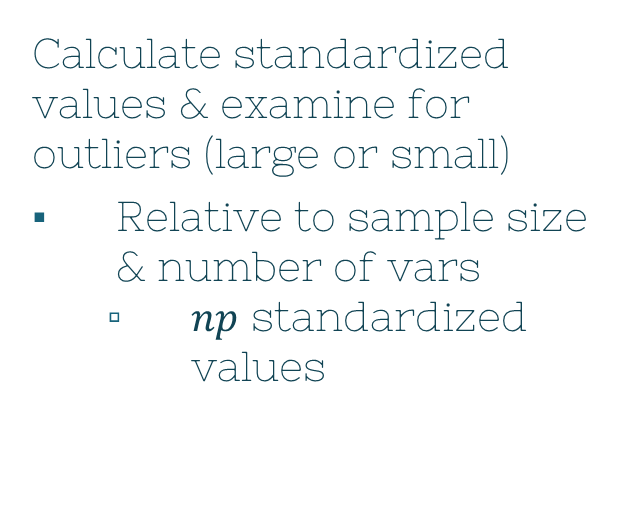 Calculate standardized
values & examine for
outliers (large or small)
▪ Relative to sample size
& number of vars
▫ np standardized
values